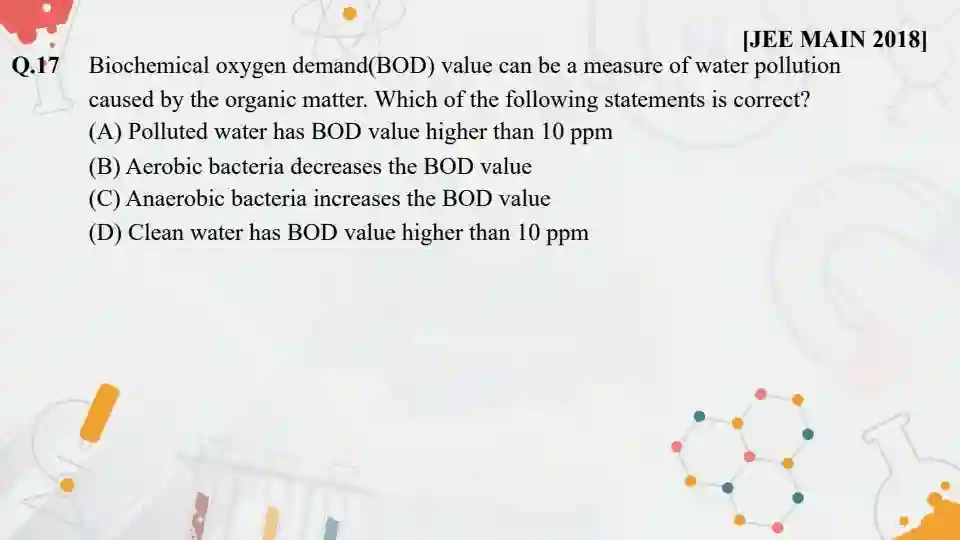 [JEE MAIN 2018]
Q.17 Biochemical oxygen demand(BOD) value can be a measure of water pollution
caused by the organic matter. Which of the following statements is correct?
(A) Polluted water has BOD value higher than 10 ppm
(B) Aerobic bacteria decreases the BOD value
(C) Anaerobic bacteria increases the BOD value
(D) Clean water has BOD value higher than 10 ppm